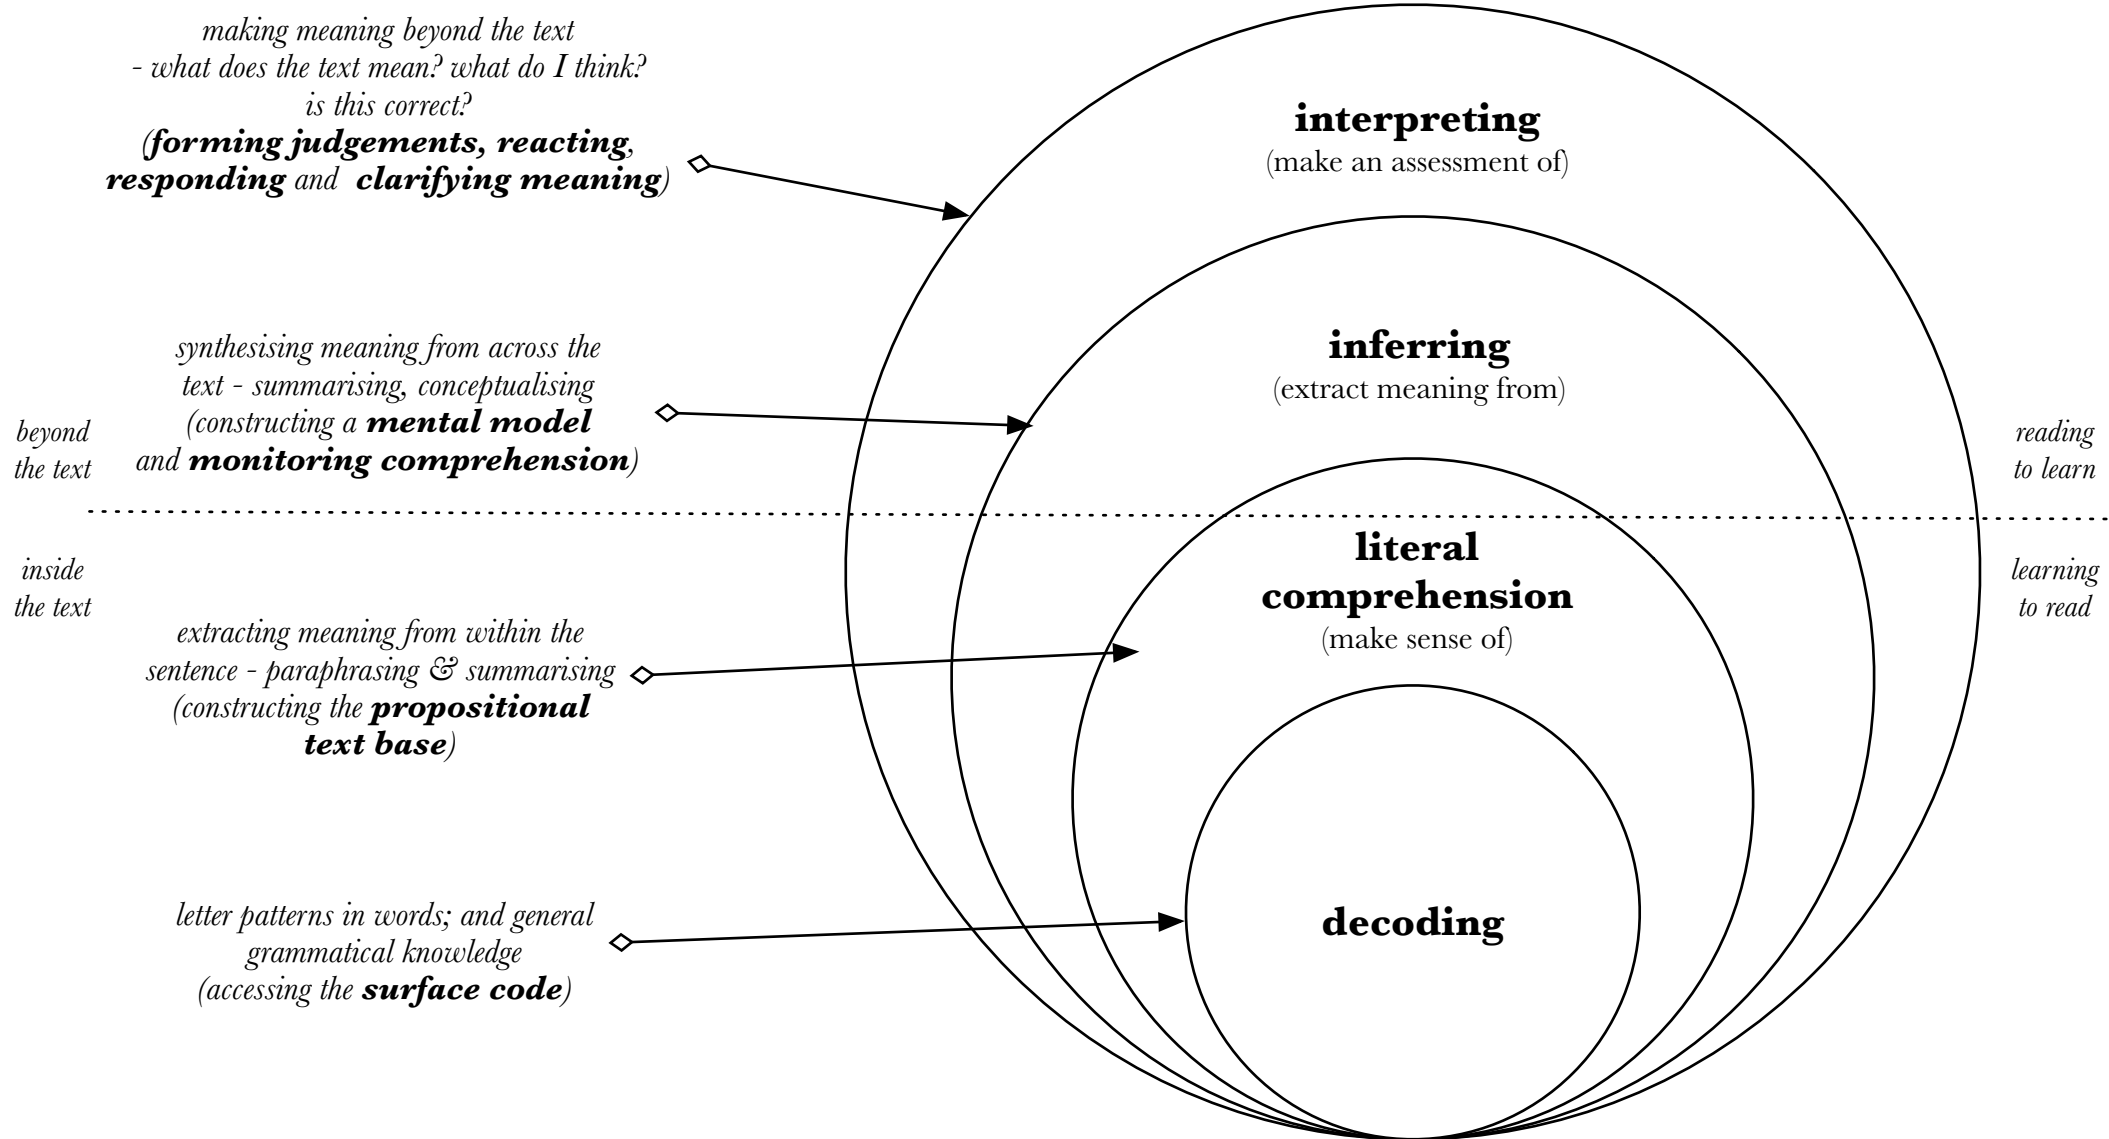 making meaning beyond the text
- what does the text mean? what do I think?
is this correct?
(forming judgements, reacting,
responding and clarifying meaning)
interpreting
(make an assessment of)
synthesising meaning from across the
text - summarising, conceptualising
(constructing a mental model
and monitoring comprehension)
inferring
(extract meaning from)
beyond
the text
reading
to learn
inside
the text
learning
to read
literal
comprehension
(make sense of)
extracting meaning from within the
sentence - paraphrasing & summarising
(constructing the propositional
text base)
letter patterns in words; and general
grammatical knowledge
(accessing the surface code)
decoding